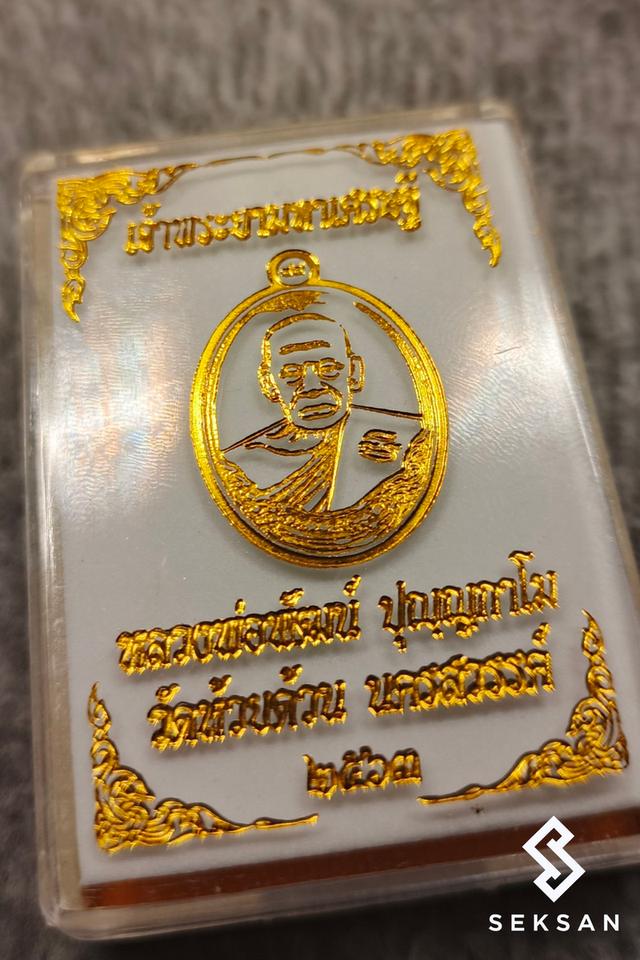 เจ้าพระยามหาเศรษฐี
หลวงพ่อพัฒน์ ปุญฺญกาโม
วัดห้วยด้วน นครสวรรค์
๒๕๖๓
SEKSAN